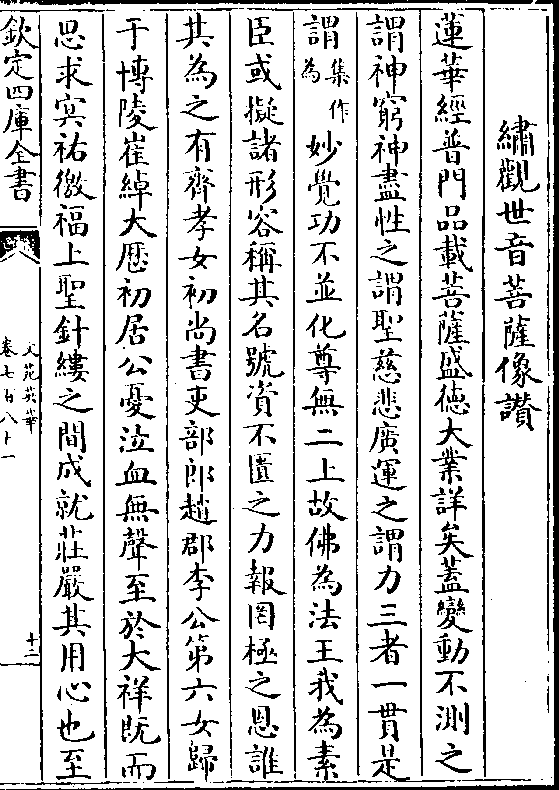 繡觀世音菩薩像讚
蓮華經普門品載菩薩盛德大業詳矣蓋變動不測之
謂神窮神盡性之謂聖慈悲廣運之謂力三者一貫是
謂集作為妙覺功不並化尊無二上故佛為法王我為素
臣或擬諸形容稱其名號資不匱之力報罔極之恩誰
其為之有齊孝女初尚書吏部郎趙郡李公第六女歸
于博陵崔綽大歷初居公憂泣血無聲至於大祥既而
思求㝠祐徼福上聖針縷之間成就莊嚴其用心也至
欽定四庫全書
文苑英華
卷七百八十一
十二